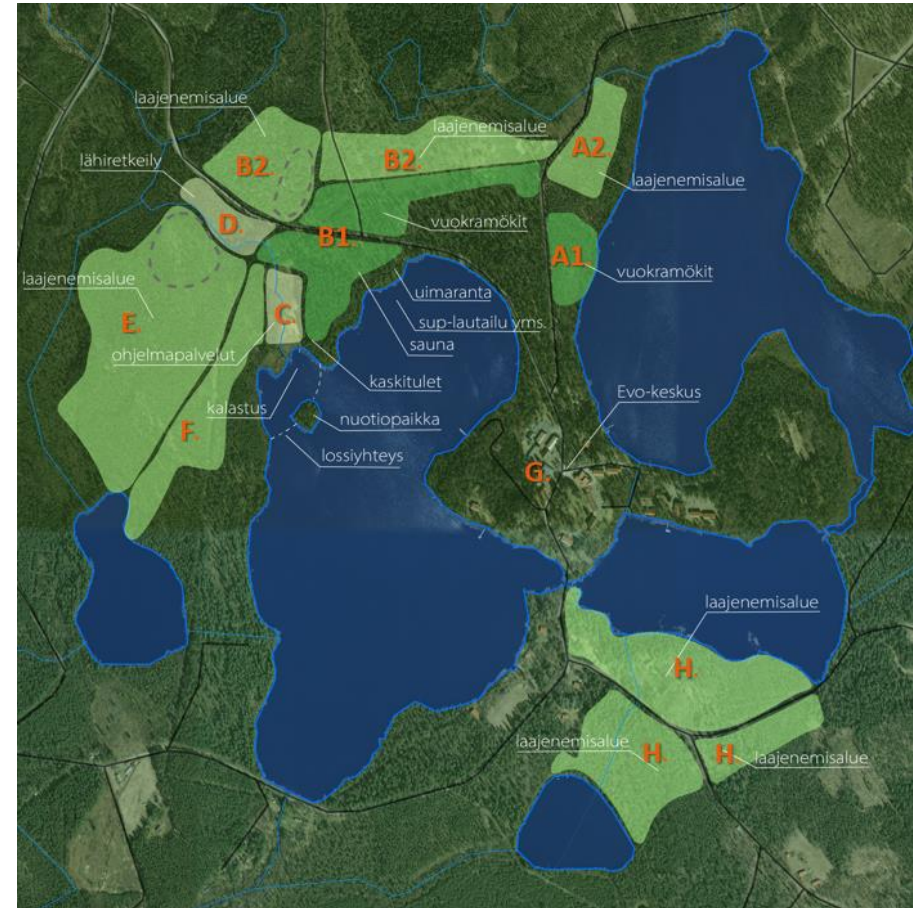 laajenemisalue
laajenemisalue
A2.
lähiretkeily
B2.
B2.
laajenemisalue
D.
vuokramökit
B1.
A1.
vuokramökit
laajenemisalue
uimaranta
E.
C.
sup-lautailu yms.
sauna
ohjelmapalvelut
kaskitulet
kalastus
nuotiopaikka
Evo-keskus
F.
lossiyhteys
G.
laajenemisalue
H.
laajenemisalue
H.
H.
laajenemisalue